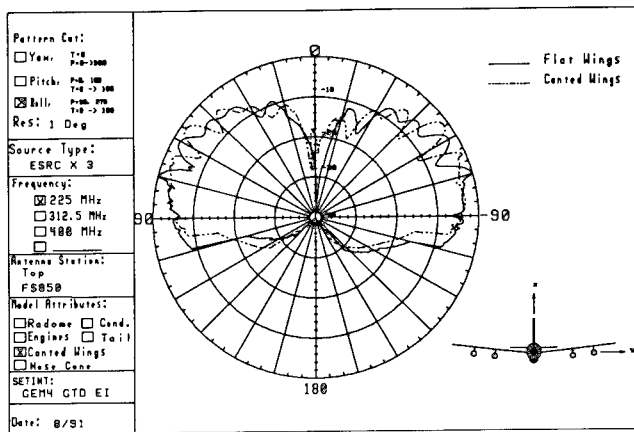 Pattern Cut:
Yaw,
Pitch,
Roll,
Res: 1 Deg
Source Type:
ESRC X 3
Frequency:
225 MHz
312.5 MHz
400 MHz
Antenna Station:
Top
FS850
Model Attributes:
Radome Cond.
Engines Tail
Canted Wings
Nose Cone
SETINT:
GEM4 GTD EI
Date: 8/91
0
-10
90
-90
180
Flat Wings
Canted Wings